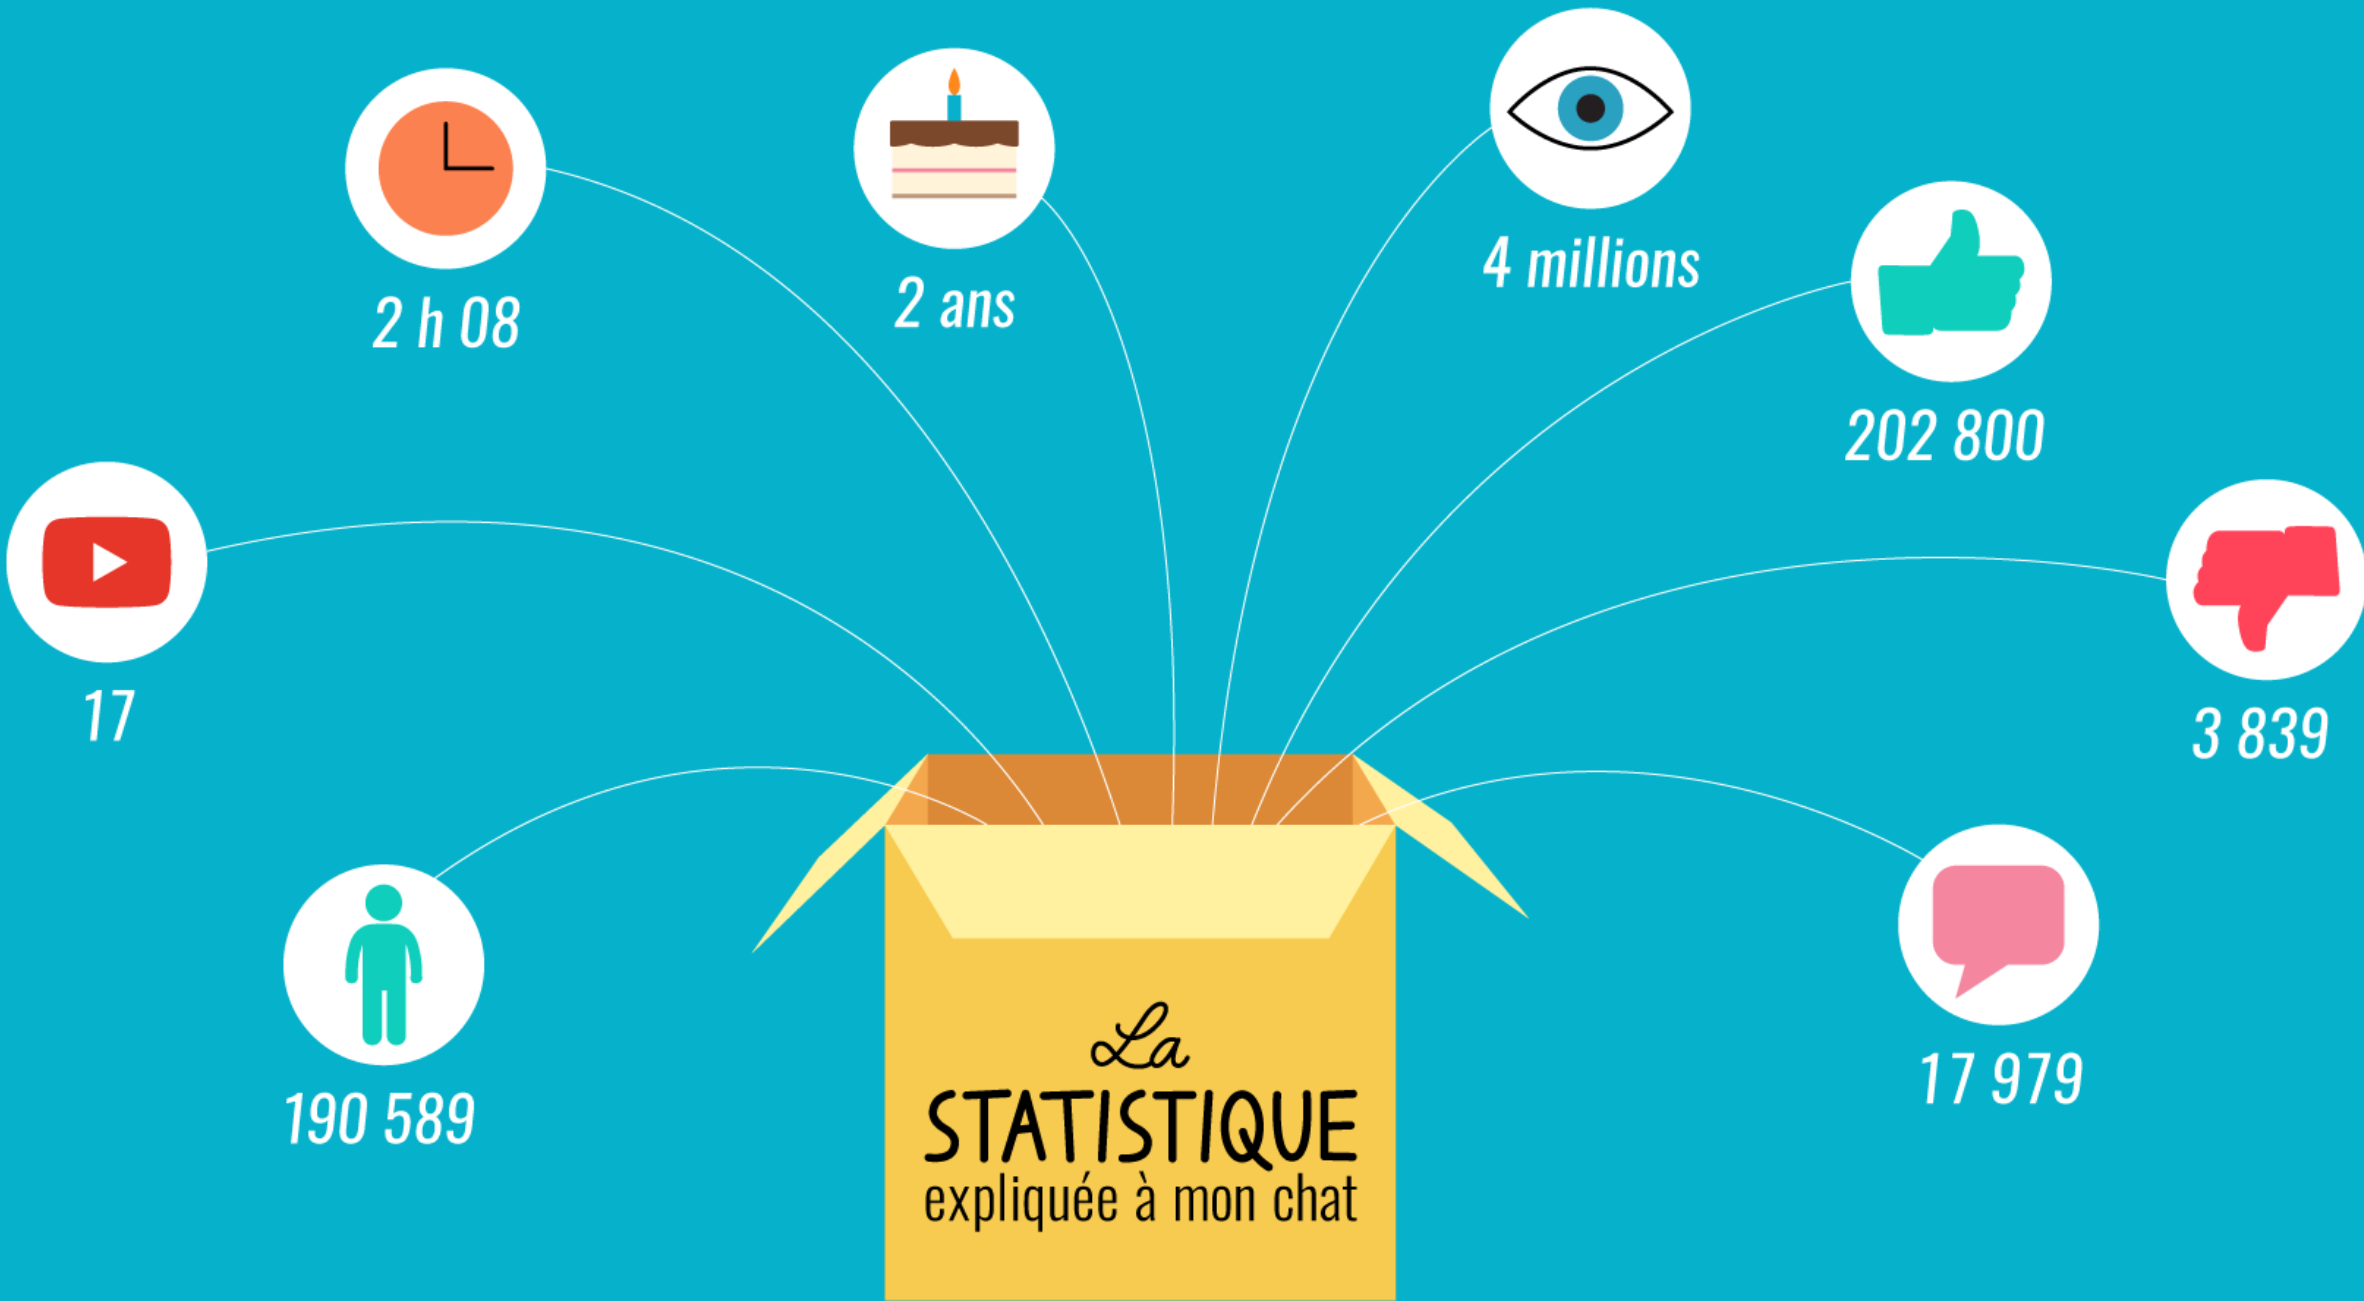 4 millions
2 ans
2 h 08
202 800
17
3 839
190 589
17 979
La
STATISTIQUE
expliquée à mon chat